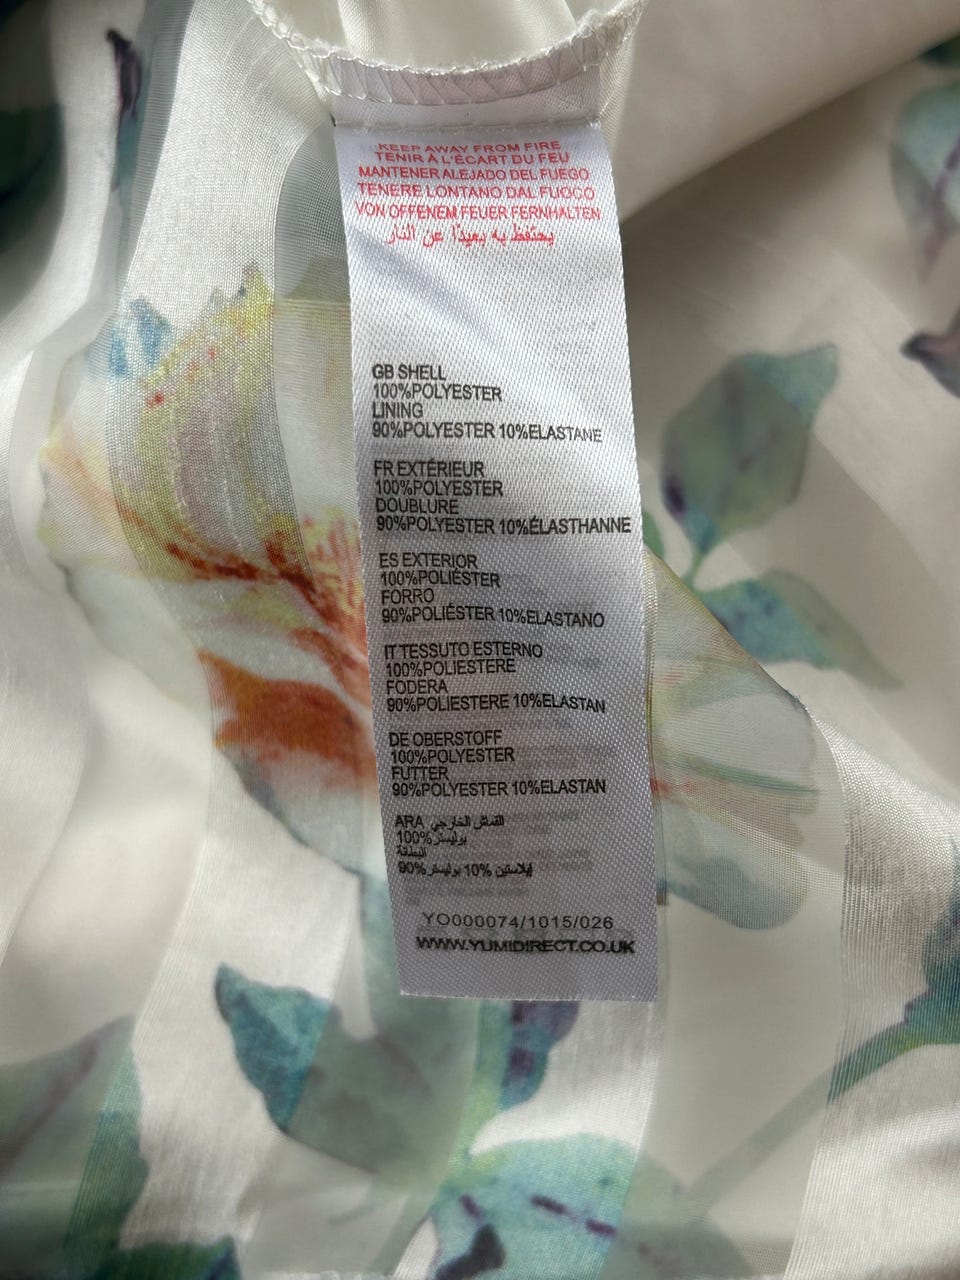 KEEP AWAY FROM FIRE
TENIR À L'ÉCART DU FEU
MANTENER ALEJADO DEL FUEGO
TENERE LONTANO DAL FUOCO
VON OFFENEM FEUER FERNHALTEN
يحتفظ به بعيدًا عن النار
GB SHELL
100%POLYESTER
LINING
90%POLYESTER 10%ELASTANE
FR EXTÉRIEUR
100%POLYESTER
DOUBLURE
90%POLYESTER 10%ÉLASTHANNE
ES EXTERIOR
100%POLIÉSTER
FORRO
90%POLIÉSTER 10%ELASTANO
IT TESSUTO ESTERNO
100%POLIESTERE
FODERA
90%POLIESTERE 10%ELASTAN
DE OBERSTOFF
100%POLYESTER
FUTTER
90%POLYESTER 10%ELASTAN
ARA القماش الخارجي
100%بوليستر
البطانة
90%بوليستر 10% إيلاستين
YO000074/1015/026
WWW.YUMIDIRECT.CO.UK